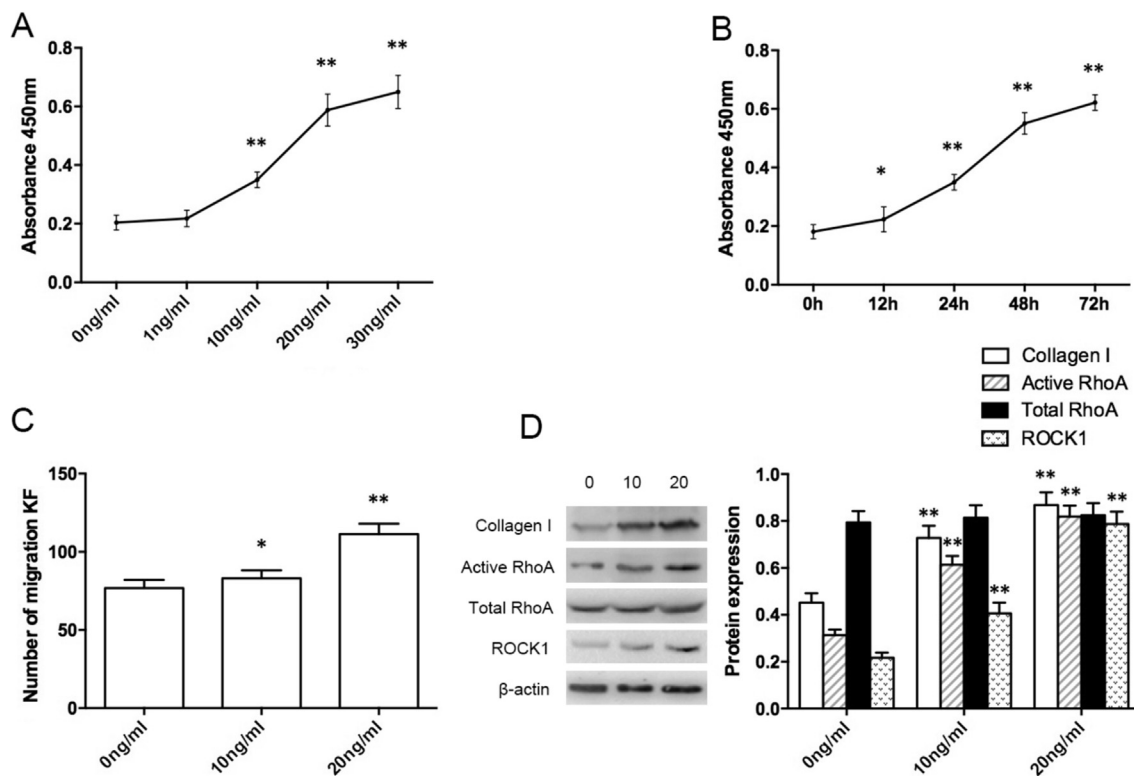 A
Absorbance 450nm
0.8
0.6
0.4
0.2
0.0
**
**
**
0ng/ml
1ng/ml
10ng/ml
20ng/ml
30ng/ml
B
Absorbance 450nm
0.8
0.6
0.4
0.2
0.0
*
**
**
**
0h
12h
24h
48h
72h
C
Number of migration KF
150
100
50
0
*
**
0ng/ml
10ng/ml
20ng/ml
D
0 10 20
Collagen I
Active RhoA
Total RhoA
ROCK1
β-actin
Collagen I
Active RhoA
Total RhoA
ROCK1
Protein expression
1.0
0.8
0.6
0.4
0.2
0.0
**
**
**
**
**
**
0ng/ml
10ng/ml
20ng/ml